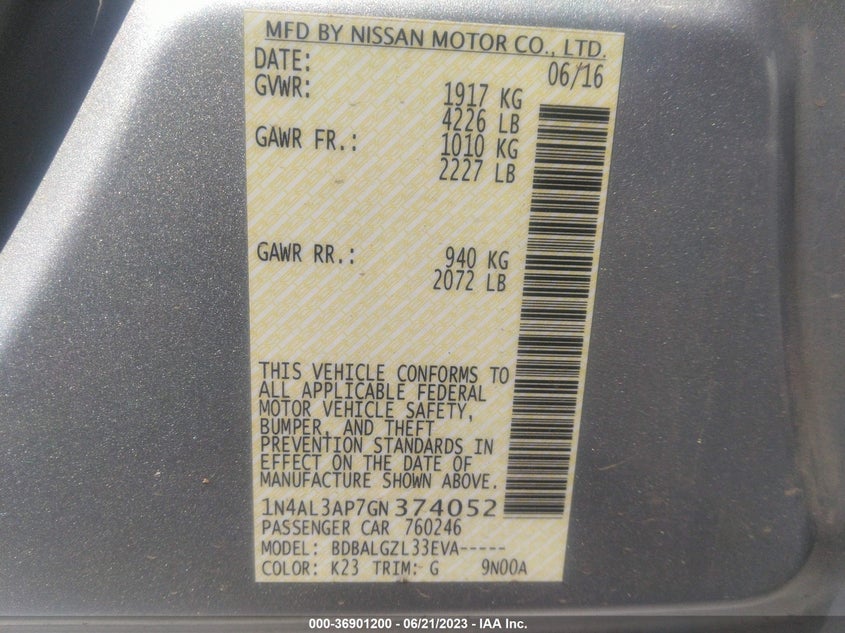 MFD BY NISSAN MOTOR CO., LTD.
DATE: 06/16
GVWR: 1917 KG
4226 LB
GAWR FR.: 1010 KG
2227 LB
GAWR RR.: 940 KG
2072 LB
THIS VEHICLE CONFORMS TO
ALL APPLICABLE FEDERAL
MOTOR VEHICLE SAFETY,
BUMPER, AND THEFT
PREVENTION STANDARDS IN
EFFECT ON THE DATE OF
MANUFACTURE SHOWN ABOVE.
1N4AL3AP7GN374052
PASSENGER CAR 760246
MODEL: BDBALGZL33EVA-----
COLOR: K23 TRIM: G 9N00A
000-36901200 - 06/21/2023 - IAA Inc.